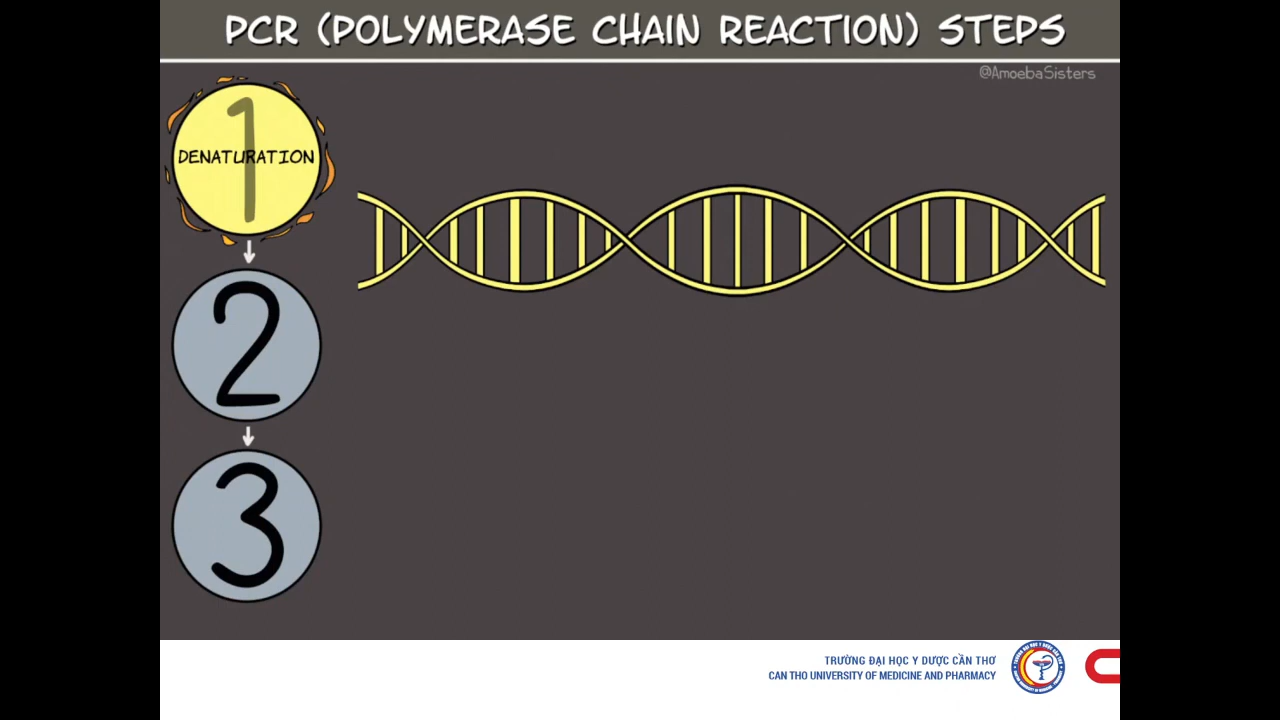 PCR (POLYMERASE CHAIN REACTION) STEPS
@AmoebaSisters
1
DENATURATION
2
3
TRƯỜNG ĐẠI HỌC Y DƯỢC CẦN THƠ
CAN THO UNIVERSITY OF MEDICINE AND PHARMACY